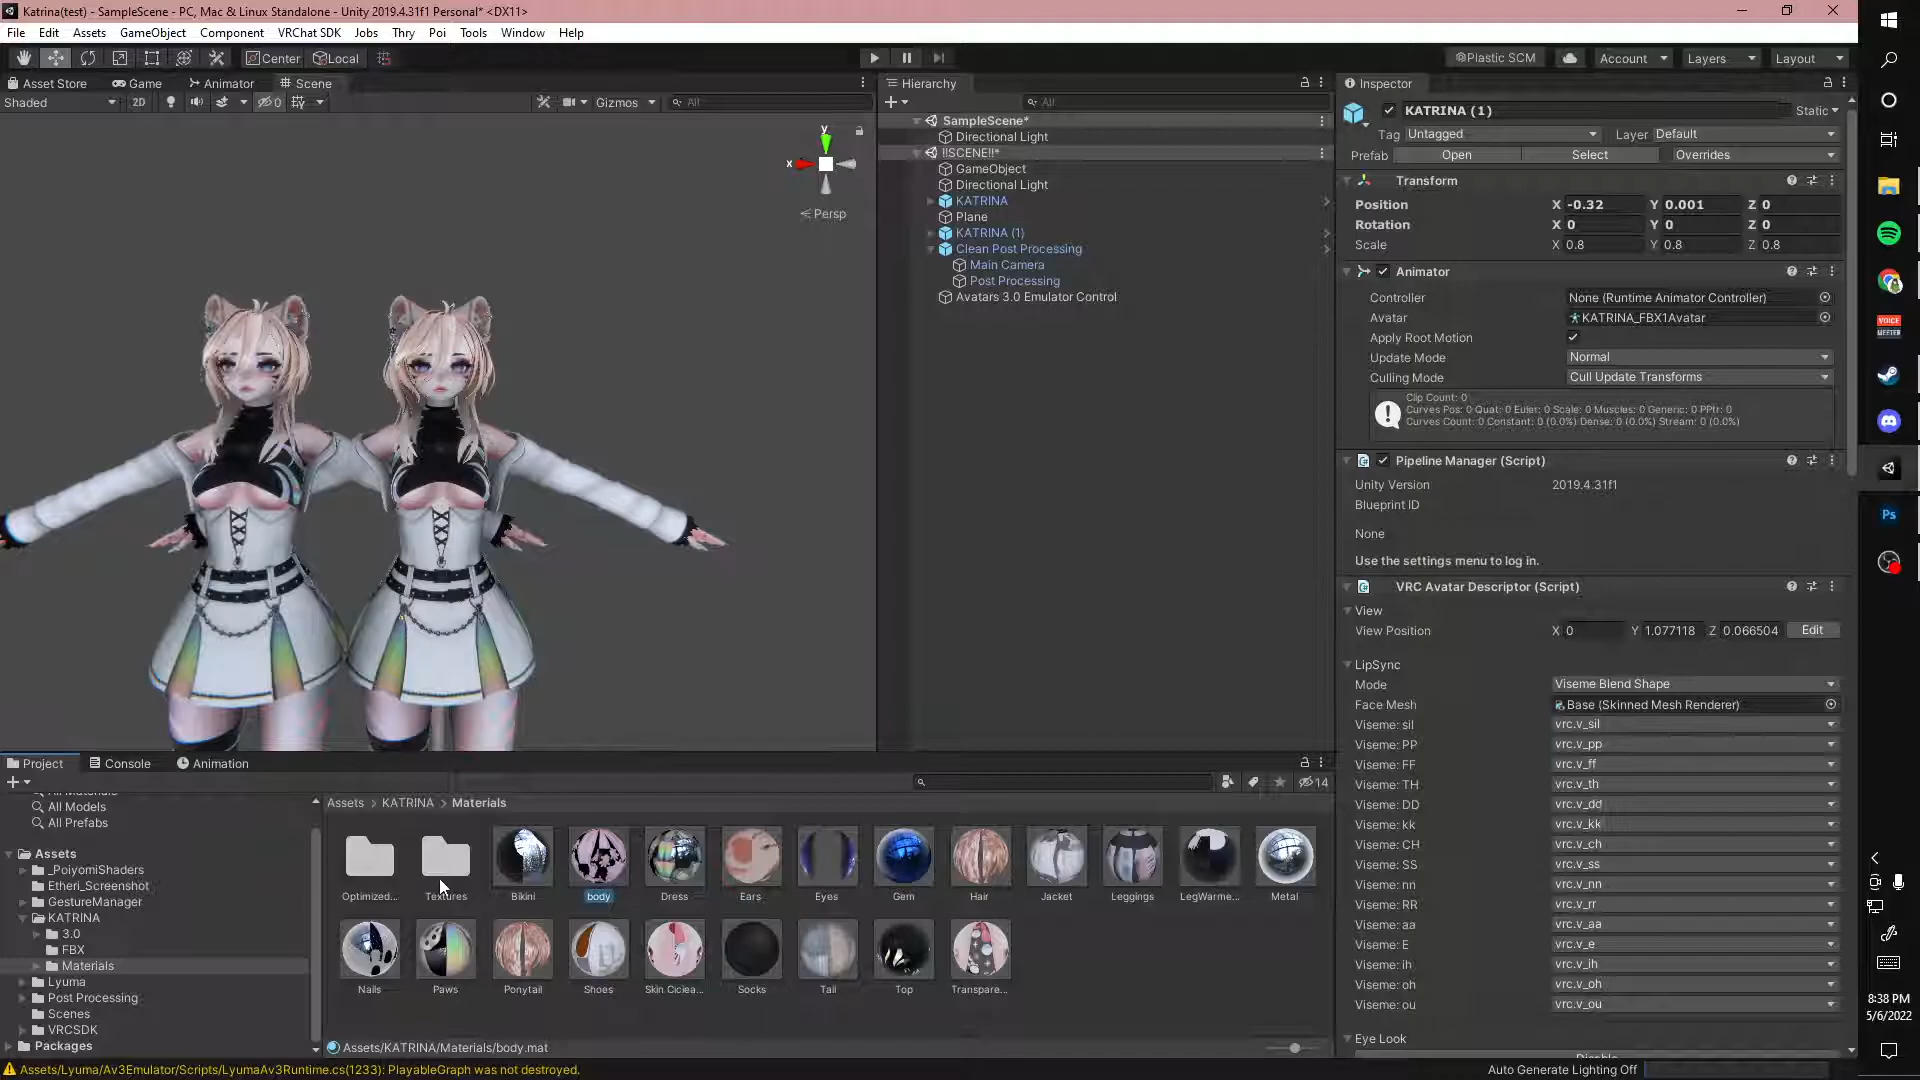 Katrina(test) - SampleScene - PC, Mac & Linux Standalone - Unity 2019.4.31f1 Personal* <DX11>
File Edit Assets GameObject Component VRChat SDK Jobs Thry Poi Tools Window Help
Center Local Plastic SCM Account Layers Layout
Asset Store Game Animator Scene
Shaded 2D 0 Gizmos All
y
x
Persp
Hierarchy
All
SampleScene*
Directional Light
!!SCENE!!*
GameObject
Directional Light
KATRINA
Plane
KATRINA (1)
Clean Post Processing
Main Camera
Post Processing
Avatars 3.0 Emulator Control
Inspector
KATRINA (1) Static
Tag Untagged Layer Default
Prefab Open Select Overrides
Transform
Position X -0.32 Y 0.001 Z 0
Rotation X 0 Y 0 Z 0
Scale X 0.8 Y 0.8 Z 0.8
Animator
Controller None (Runtime Animator Controller)
Avatar KATRINA_FBX1Avatar
Apply Root Motion
Update Mode Normal
Culling Mode Cull Update Transforms
Clip Count: 0
Curves Pos: 0 Quat: 0 Euler: 0 Scale: 0 Muscles: 0 Generic: 0 PPtr: 0
Curves Count: 0 Constant: 0 (0.0%) Dense: 0 (0.0%) Stream: 0 (0.0%)
Pipeline Manager (Script)
Unity Version 2019.4.31f1
Blueprint ID
None
Use the settings menu to log in.
VRC Avatar Descriptor (Script)
View
View Position X 0 Y 1.077118 Z 0.066504 Edit
LipSync
Mode Viseme Blend Shape
Face Mesh Base (Skinned Mesh Renderer)
Viseme: sil vrc.v_sil
Viseme: PP vrc.v_pp
Viseme: FF vrc.v_ff
Viseme: TH vrc.v_th
Viseme: DD vrc.v_dd
Viseme: kk vrc.v_kk
Viseme: CH vrc.v_ch
Viseme: SS vrc.v_ss
Viseme: nn vrc.v_nn
Viseme: RR vrc.v_rr
Viseme: aa vrc.v_aa
Viseme: E vrc.v_e
Viseme: ih vrc.v_ih
Viseme: oh vrc.v_oh
Viseme: ou vrc.v_ou
Eye Look
Project Console Animation
14
All Materials
All Models
All Prefabs
Assets
_PoiyomiShaders
Etheri_Screenshot
GestureManager
KATRINA
3.0
FBX
Materials
Lyuma
Post Processing
Scenes
VRCSDK
Packages
Assets > KATRINA > Materials
Optimized... Textures Bikini body Dress Ears Eyes Gem Hair Jacket Leggings LegWarme... Metal
Nails Paws Ponytail Shoes Skin Ciciea... Socks Tail Top Transpare...
Assets/KATRINA/Materials/body.mat
Assets/Lyuma/Av3Emulator/Scripts/LyumaAv3Runtime.cs(1233): PlayableGraph was not destroyed.
Auto Generate Lighting Off
VOICE
MEETER
Ps
8:38 PM
5/6/2022